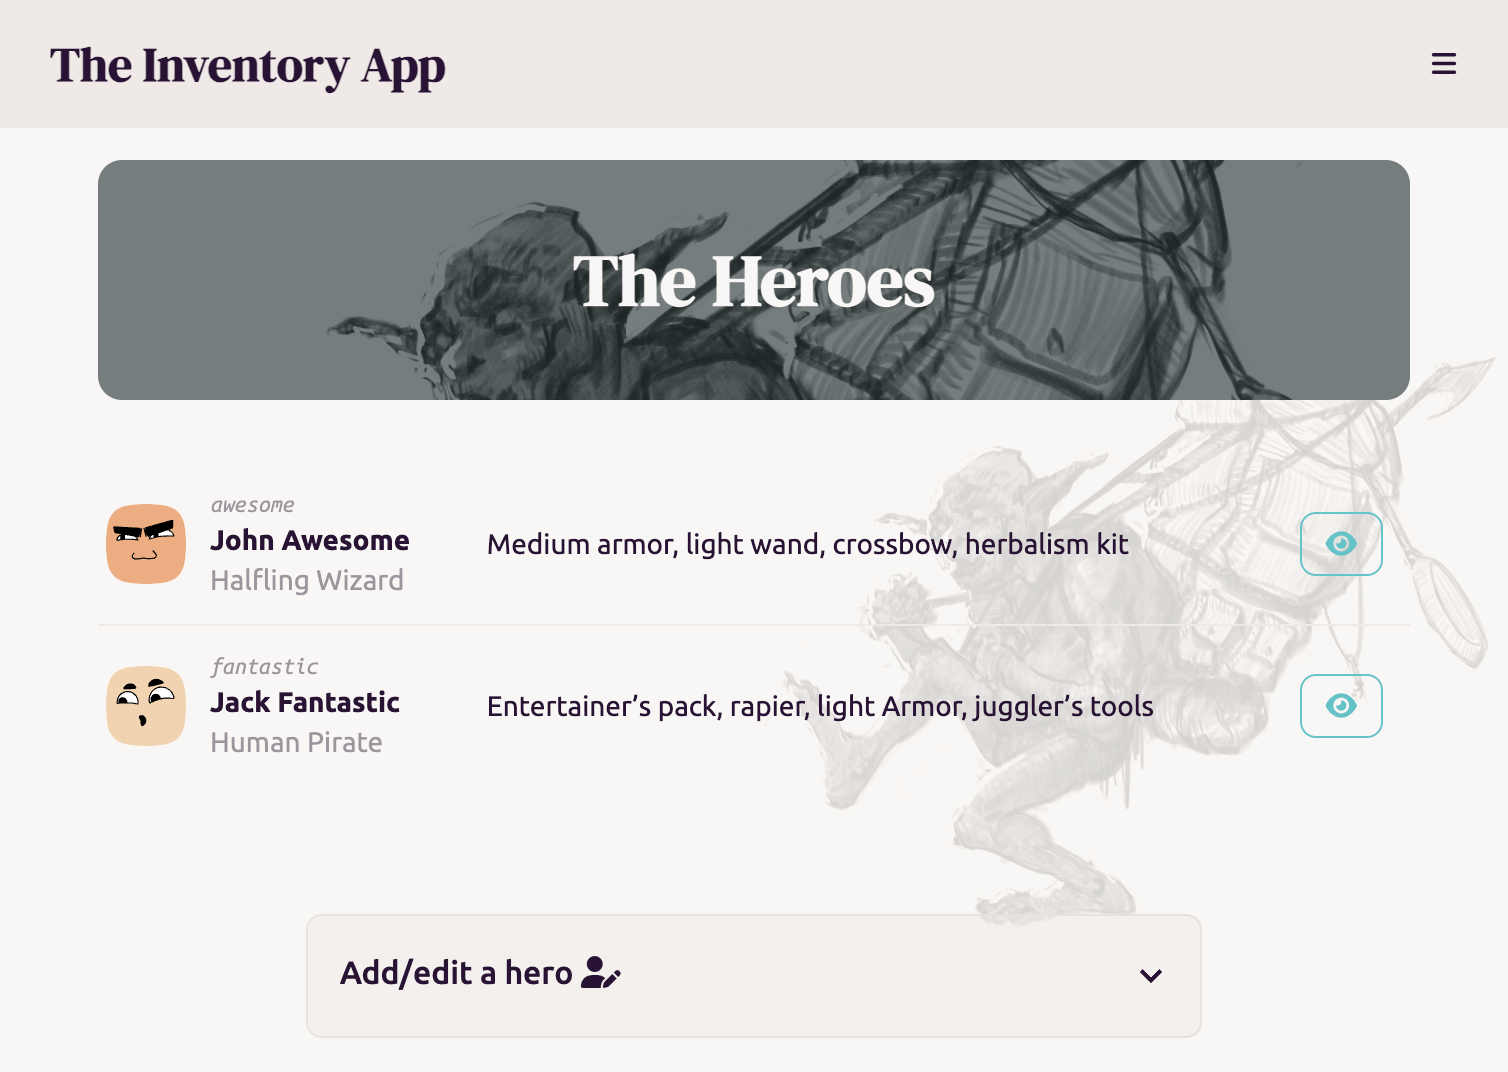 The Inventory App
The Heroes
awesome
John Awesome
Halfling Wizard
Medium armor, light wand, crossbow, herbalism kit
fantastic
Jack Fantastic
Human Pirate
Entertainer’s pack, rapier, light Armor, juggler’s tools
Add/edit a hero